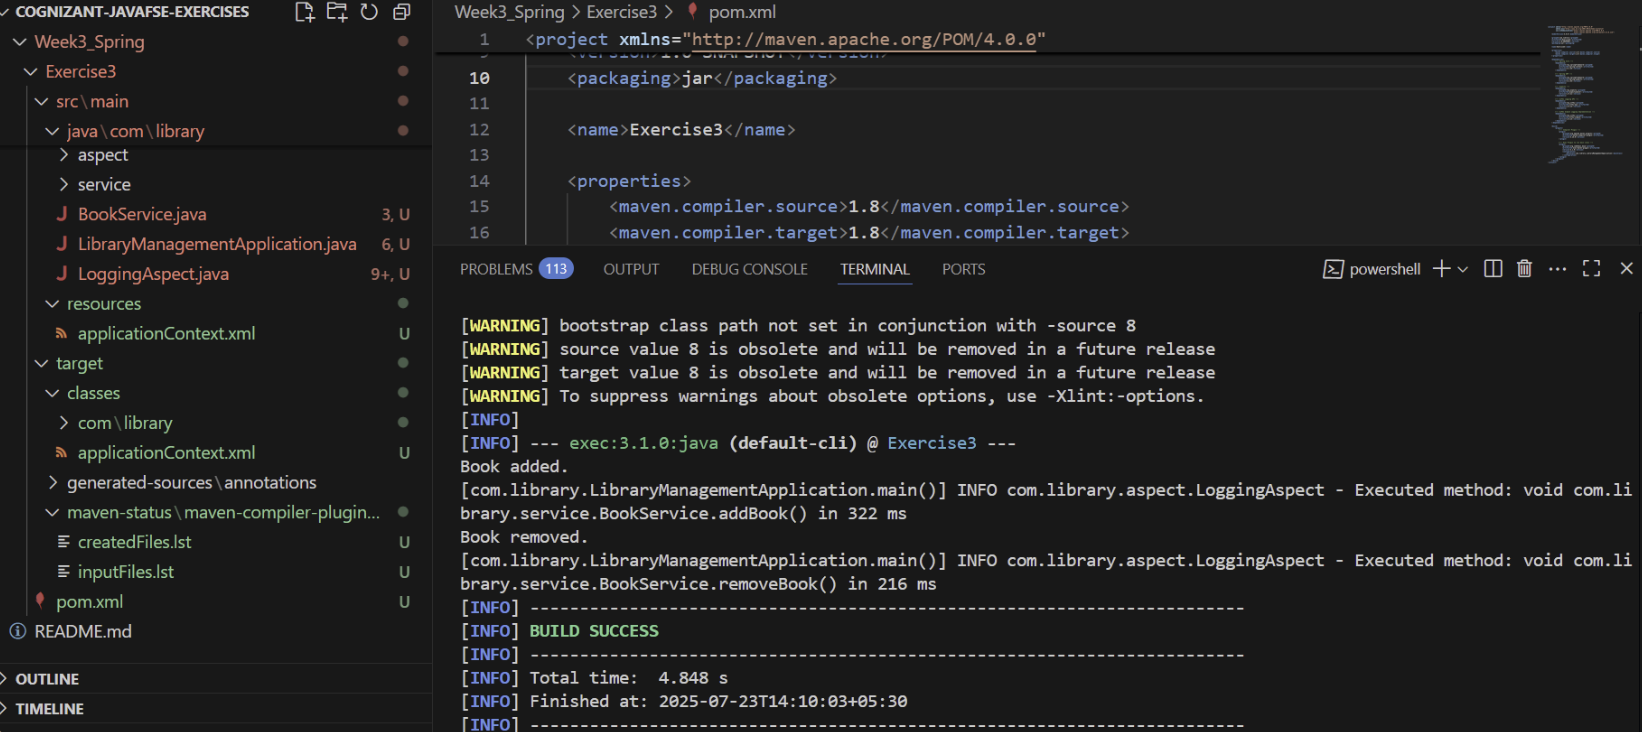 COGNIZANT-JAVAFSE-EXERCISES
Week3_Spring
Exercise3
src\main
java\com\library
aspect
service
BookService.java 3, U
LibraryManagementApplication.java 6, U
LoggingAspect.java 9+, U
resources
applicationContext.xml U
target
classes
com\library
applicationContext.xml U
generated-sources\annotations
maven-status\maven-compiler-plugin...
createdFiles.lst U
inputFiles.lst U
pom.xml U
README.md
OUTLINE
TIMELINE
Week3_Spring > Exercise3 > pom.xml
1 <project xmlns="http://maven.apache.org/POM/4.0.0"
9 <version>1.0-SNAPSHOT</version>
10 <packaging>jar</packaging>
11
12 <name>Exercise3</name>
13
14 <properties>
15 <maven.compiler.source>1.8</maven.compiler.source>
16 <maven.compiler.target>1.8</maven.compiler.target>
PROBLEMS 113 OUTPUT DEBUG CONSOLE TERMINAL PORTS powershell
[WARNING] bootstrap class path not set in conjunction with -source 8
[WARNING] source value 8 is obsolete and will be removed in a future release
[WARNING] target value 8 is obsolete and will be removed in a future release
[WARNING] To suppress warnings about obsolete options, use -Xlint:-options.
[INFO]
[INFO] --- exec:3.1.0:java (default-cli) @ Exercise3 ---
Book added.
[com.library.LibraryManagementApplication.main()] INFO com.library.aspect.LoggingAspect - Executed method: void com.li
brary.service.BookService.addBook() in 322 ms
Book removed.
[com.library.LibraryManagementApplication.main()] INFO com.library.aspect.LoggingAspect - Executed method: void com.li
brary.service.BookService.removeBook() in 216 ms
[INFO] ------------------------------------------------------------------------
[INFO] BUILD SUCCESS
[INFO] ------------------------------------------------------------------------
[INFO] Total time:  4.848 s
[INFO] Finished at: 2025-07-23T14:10:03+05:30
[INFO] ------------------------------------------------------------------------